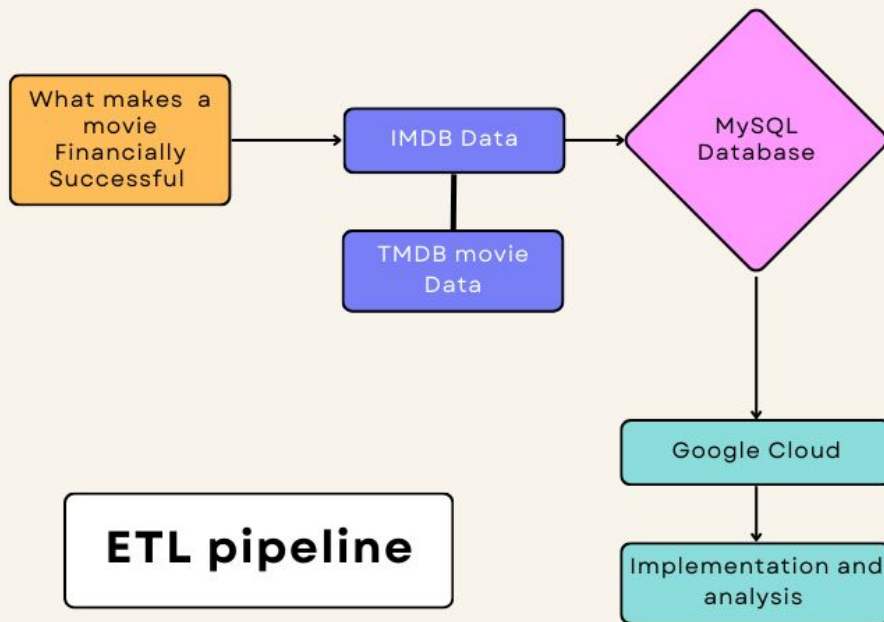 What makes a
movie
Financially
Successful
IMDB Data
TMDB movie
Data
MySQL
Database
Google Cloud
Implementation and
analysis
ETL pipeline